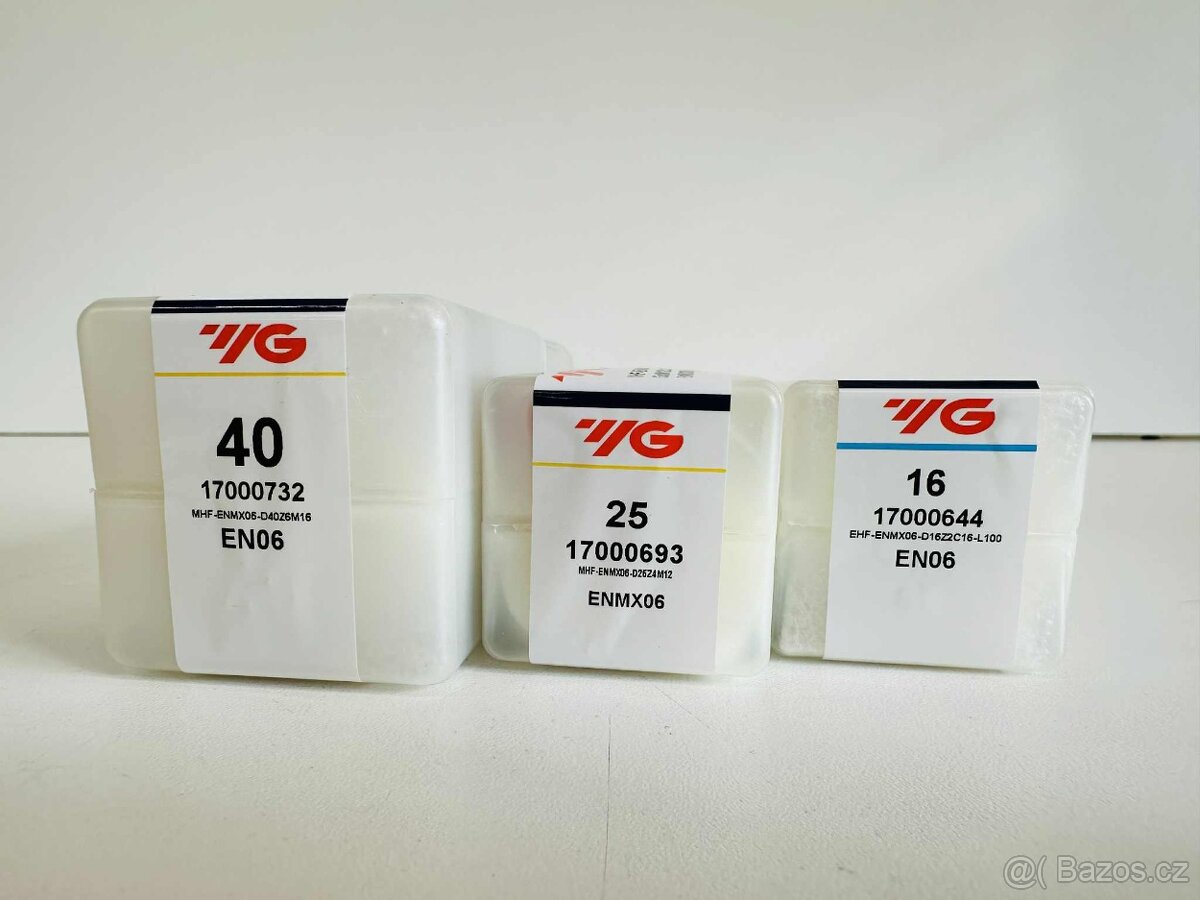 YG
40
17000732
MHF-ENMX06-D40Z6M16
EN06
YG
25
17000693
MHF-ENMX06-D25Z4M12
ENMX06
YG
16
17000644
EHF-ENMX06-D16Z2C16-L100
EN06
@( Bazos.cz